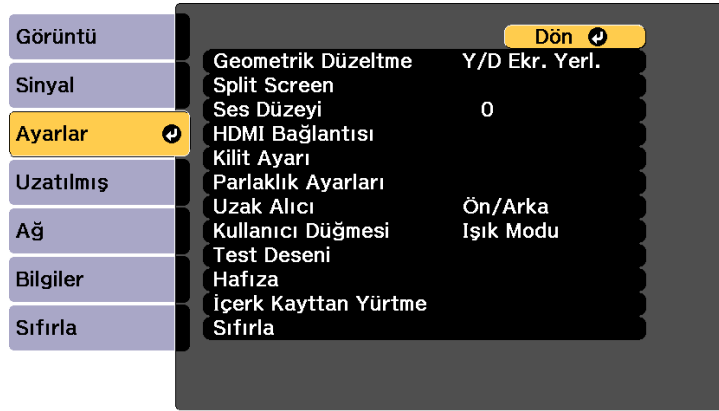 Görüntü
Sinyal
Ayarlar
Uzatılmış
Ağ
Bilgiler
Sıfırla
Dön
Geometrik Düzeltme Y/D Ekr. Yerl.
Split Screen
Ses Düzeyi 0
HDMI Bağlantısı
Kilit Ayarı
Parlaklık Ayarları
Uzak Alıcı Ön/Arka
Kullanıcı Düğmesi Işık Modu
Test Deseni
Hafıza
İçerk Kayttan Yürtme
Sıfırla